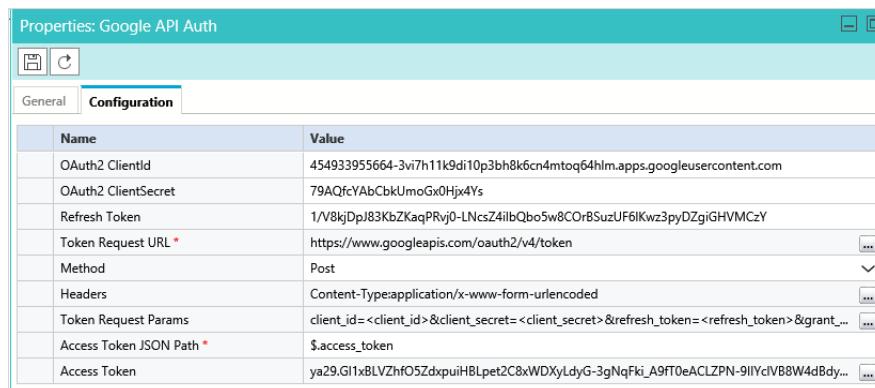 Properties: Google API Auth
General Configuration
Name Value
OAuth2 ClientId 454933955664-3vi7h11k9di10p3bh8k6cn4mtoq64hlm.apps.googleusercontent.com
OAuth2 ClientSecret 79AQfcYAbCbkUmoGx0Hjx4Ys
Refresh Token 1/V8kjDpJ83KbZKaqPRvj0-LNcsZ4ilbQbo5w8COrBSuzUF6lKwz3pyDZgiGHVMCzY
Token Request URL * https://www.googleapis.com/oauth2/v4/token ...
Method Post
Headers Content-Type:application/x-www-form-urlencoded ...
Token Request Params client_id=<client_id>&client_secret=<client_secret>&refresh_token=<refresh_token>&grant_... ...
Access Token JSON Path * $.access_token
Access Token ya29.Gl1xBLVZhfO5ZdxpuiHBLpet2C8xWDXyLdyG-3gNqFki_A9fT0eACLZPN-9IIYclVB8W4dBdy... ...